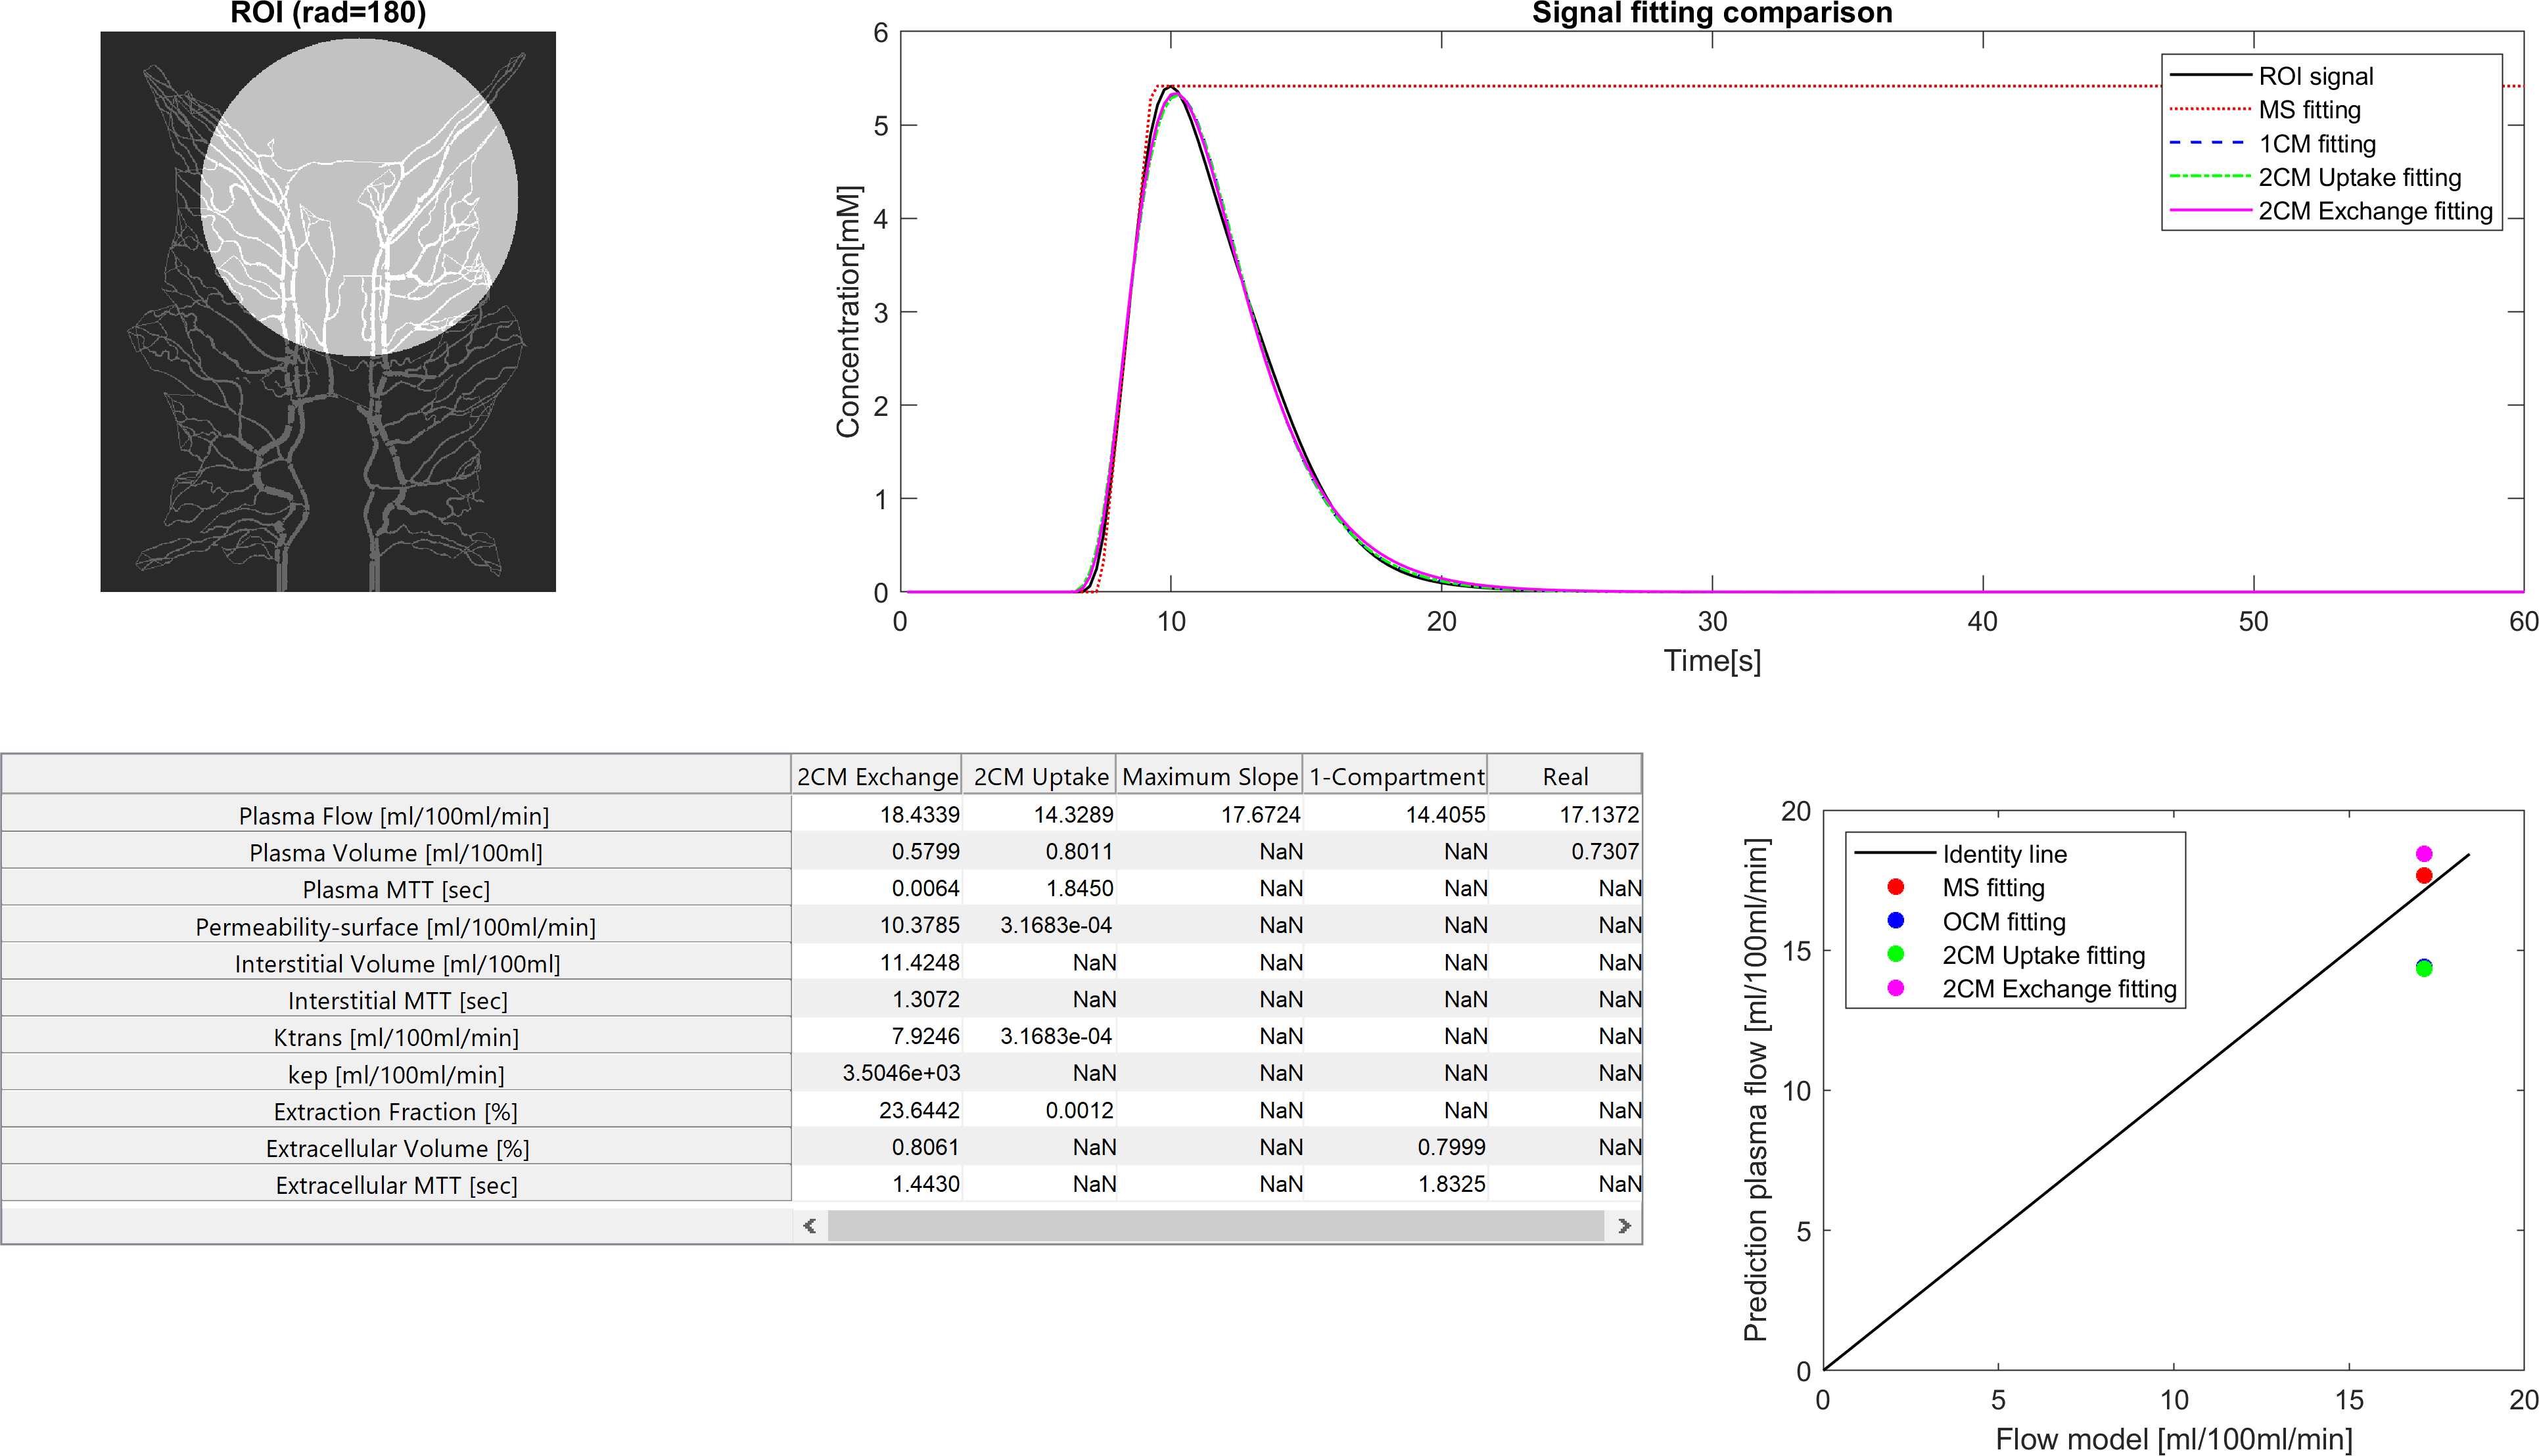 ROI (rad=180)
Signal fitting comparison
6
5
4
3
2
1
0
Concentration[mM]
0 10 20 30 40 50 60
Time[s]
ROI signal
MS fitting
1CM fitting
2CM Uptake fitting
2CM Exchange fitting
2CM Exchange 2CM Uptake Maximum Slope 1-Compartment Real
Plasma Flow [ml/100ml/min] 18.4339 14.3289 17.6724 14.4055 17.1372
Plasma Volume [ml/100ml] 0.5799 0.8011 NaN NaN 0.7307
Plasma MTT [sec] 0.0064 1.8450 NaN NaN NaN
Permeability-surface [ml/100ml/min] 10.3785 3.1683e-04 NaN NaN NaN
Interstitial Volume [ml/100ml] 11.4248 NaN NaN NaN NaN
Interstitial MTT [sec] 1.3072 NaN NaN NaN NaN
Ktrans [ml/100ml/min] 7.9246 3.1683e-04 NaN NaN NaN
kep [ml/100ml/min] 3.5046e+03 NaN NaN NaN NaN
Extraction Fraction [%] 23.6442 0.0012 NaN NaN NaN
Extracellular Volume [%] 0.8061 NaN NaN 0.7999 NaN
Extracellular MTT [sec] 1.4430 NaN NaN 1.8325 NaN
20
15
10
5
0
Prediction plasma flow [ml/100ml/min]
Identity line
MS fitting
OCM fitting
2CM Uptake fitting
2CM Exchange fitting
0 5 10 15 20
Flow model [ml/100ml/min]